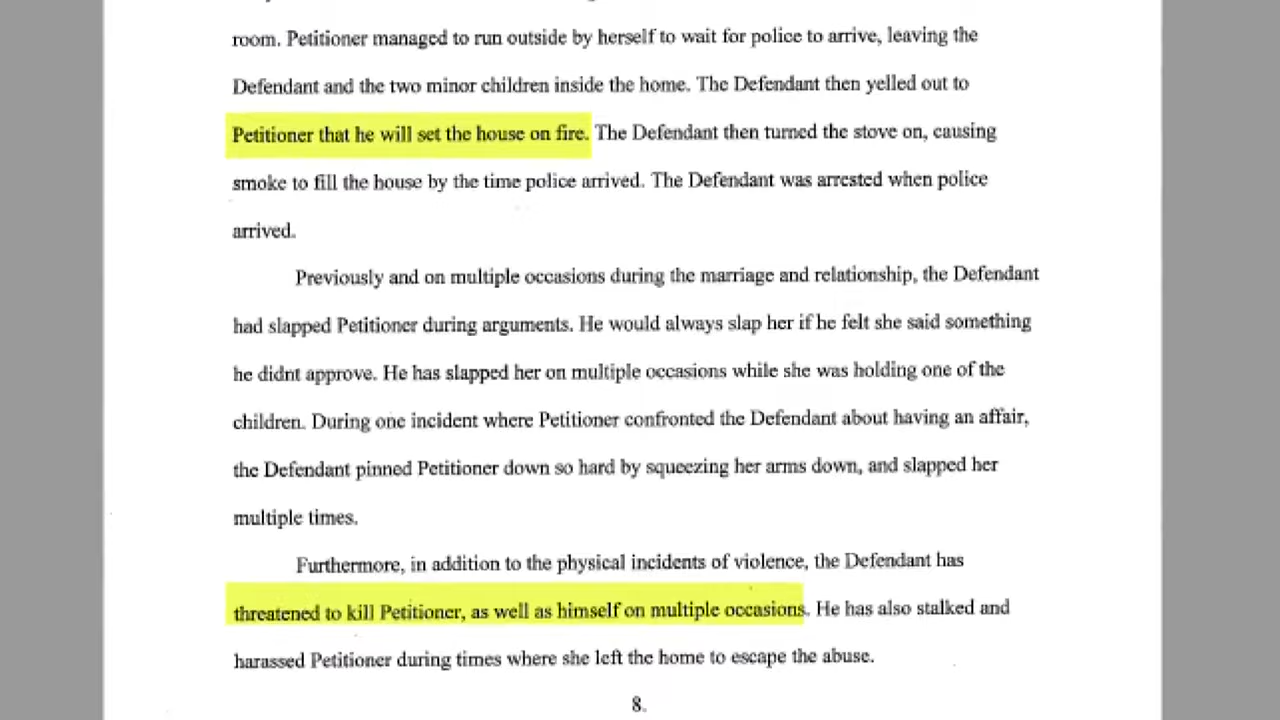 room. Petitioner managed to run outside by herself to wait for police to arrive, leaving the
Defendant and the two minor children inside the home. The Defendant then yelled out to
Petitioner that he will set the house on fire. The Defendant then turned the stove on, causing
smoke to fill the house by the time police arrived. The Defendant was arrested when police
arrived.
Previously and on multiple occasions during the marriage and relationship, the Defendant
had slapped Petitioner during arguments. He would always slap her if he felt she said something
he didnt approve. He has slapped her on multiple occasions while she was holding one of the
children. During one incident where Petitioner confronted the Defendant about having an affair,
the Defendant pinned Petitioner down so hard by squeezing her arms down, and slapped her
multiple times.
Furthermore, in addition to the physical incidents of violence, the Defendant has
threatened to kill Petitioner, as well as himself on multiple occasions. He has also stalked and
harassed Petitioner during times where she left the home to escape the abuse.
8.